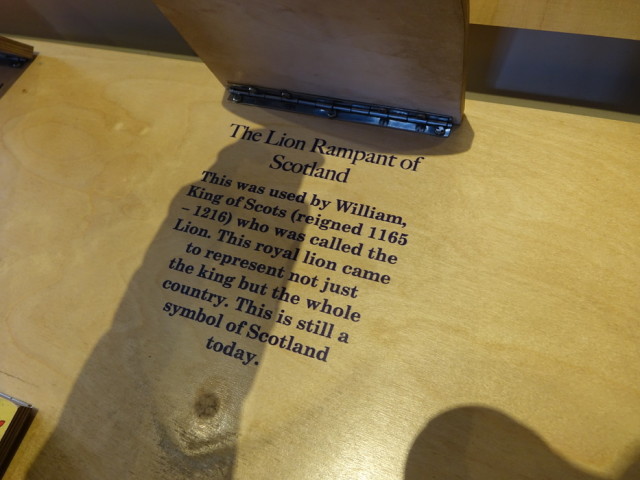 The Lion Rampant of
Scotland
This was used by William,
King of Scots (reigned 1165
– 1216) who was called the
Lion. This royal lion came
to represent not just
the king but the whole
country. This is still a
symbol of Scotland
today.